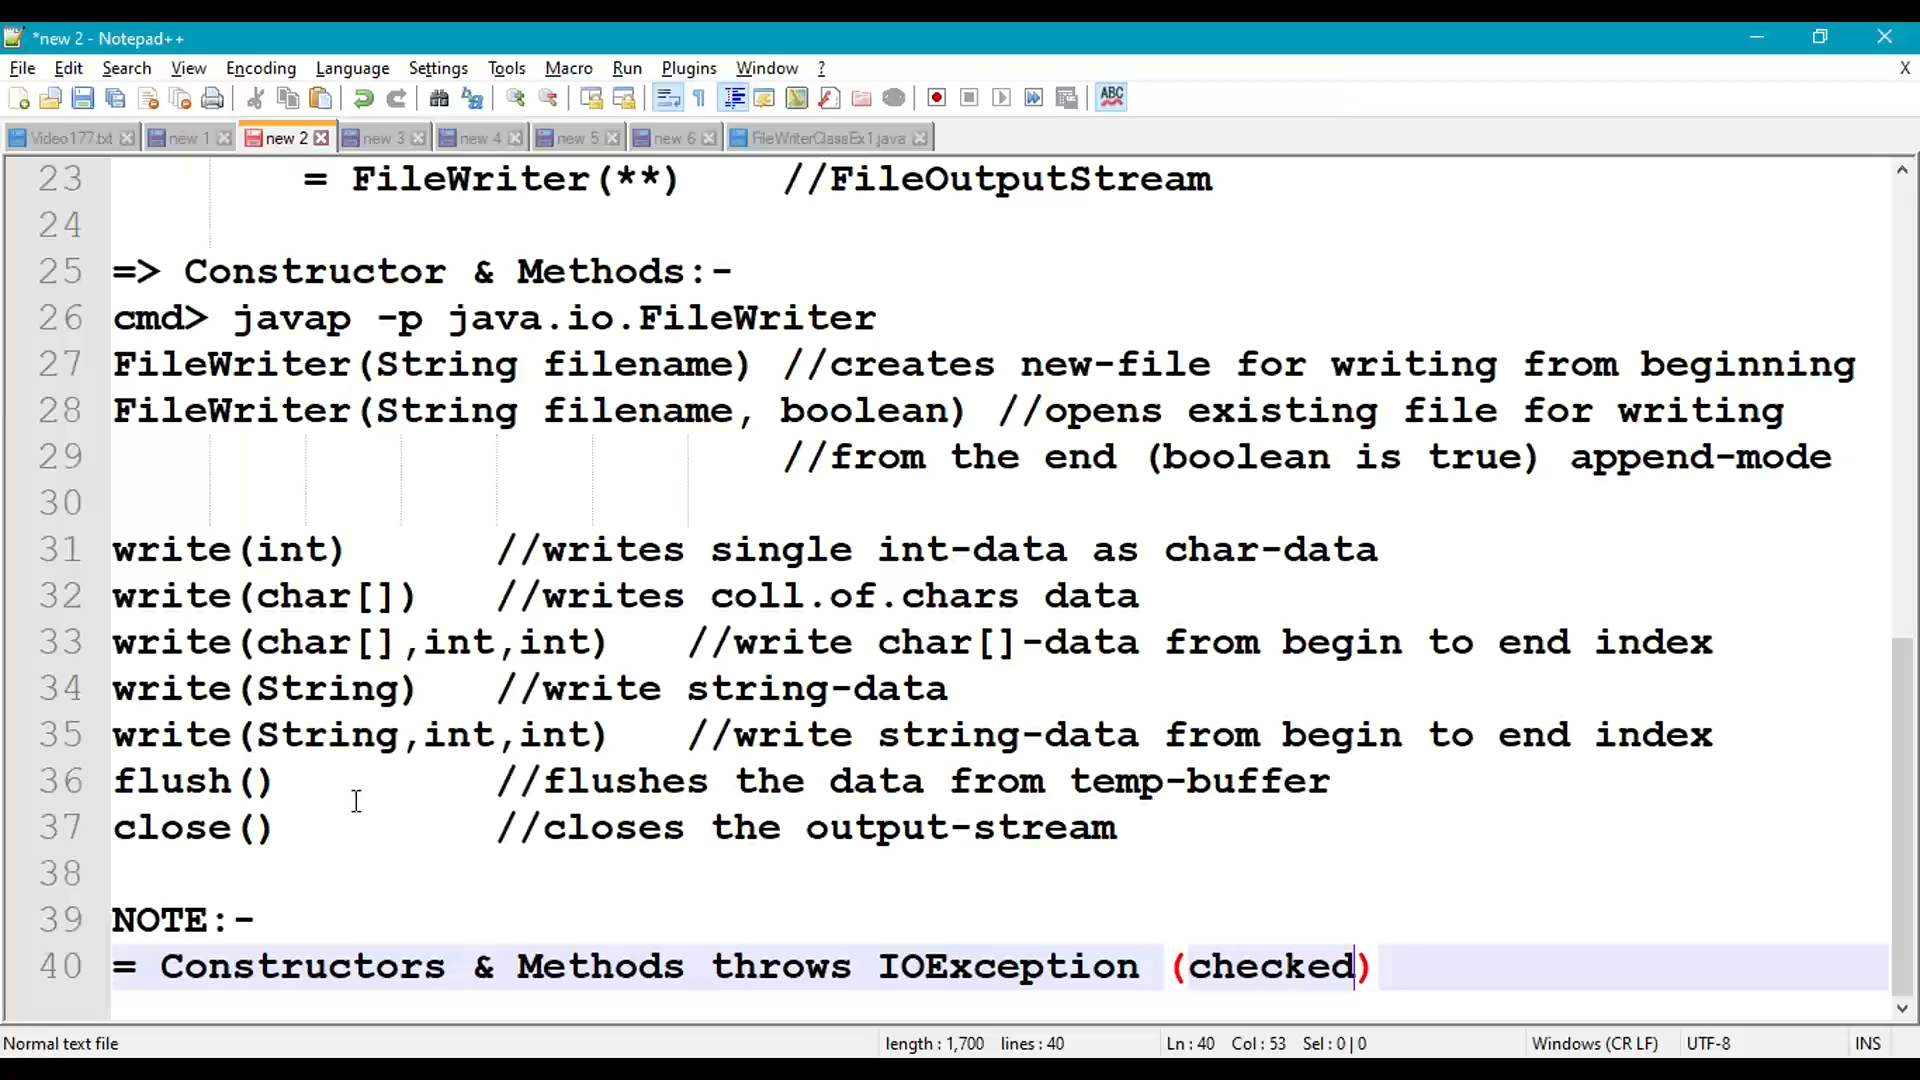 *new 2 - Notepad++
File Edit Search View Encoding Language Settings Tools Macro Run Plugins Window ? X
ABC
Video177.txt new 1 new 2 new 3 new 4 new 5 new 6 FileWriterClassEx1.java
23 = FileWriter(**) //FileOutputStream
24
25 => Constructor & Methods:-
26 cmd> javap -p java.io.FileWriter
27 FileWriter(String filename) //creates new-file for writing from beginning
28 FileWriter(String filename, boolean) //opens existing file for writing
29 //from the end (boolean is true) append-mode
30
31 write(int) //writes single int-data as char-data
32 write(char[]) //writes coll.of.chars data
33 write(char[],int,int) //write char[]-data from begin to end index
34 write(String) //write string-data
35 write(String,int,int) //write string-data from begin to end index
36 flush() //flushes the data from temp-buffer
37 close() //closes the output-stream
38
39 NOTE:-
40 = Constructors & Methods throws IOException (checked)
Normal text file length : 1,700 lines : 40 Ln : 40 Col : 53 Sel : 0 | 0 Windows (CR LF) UTF-8 INS